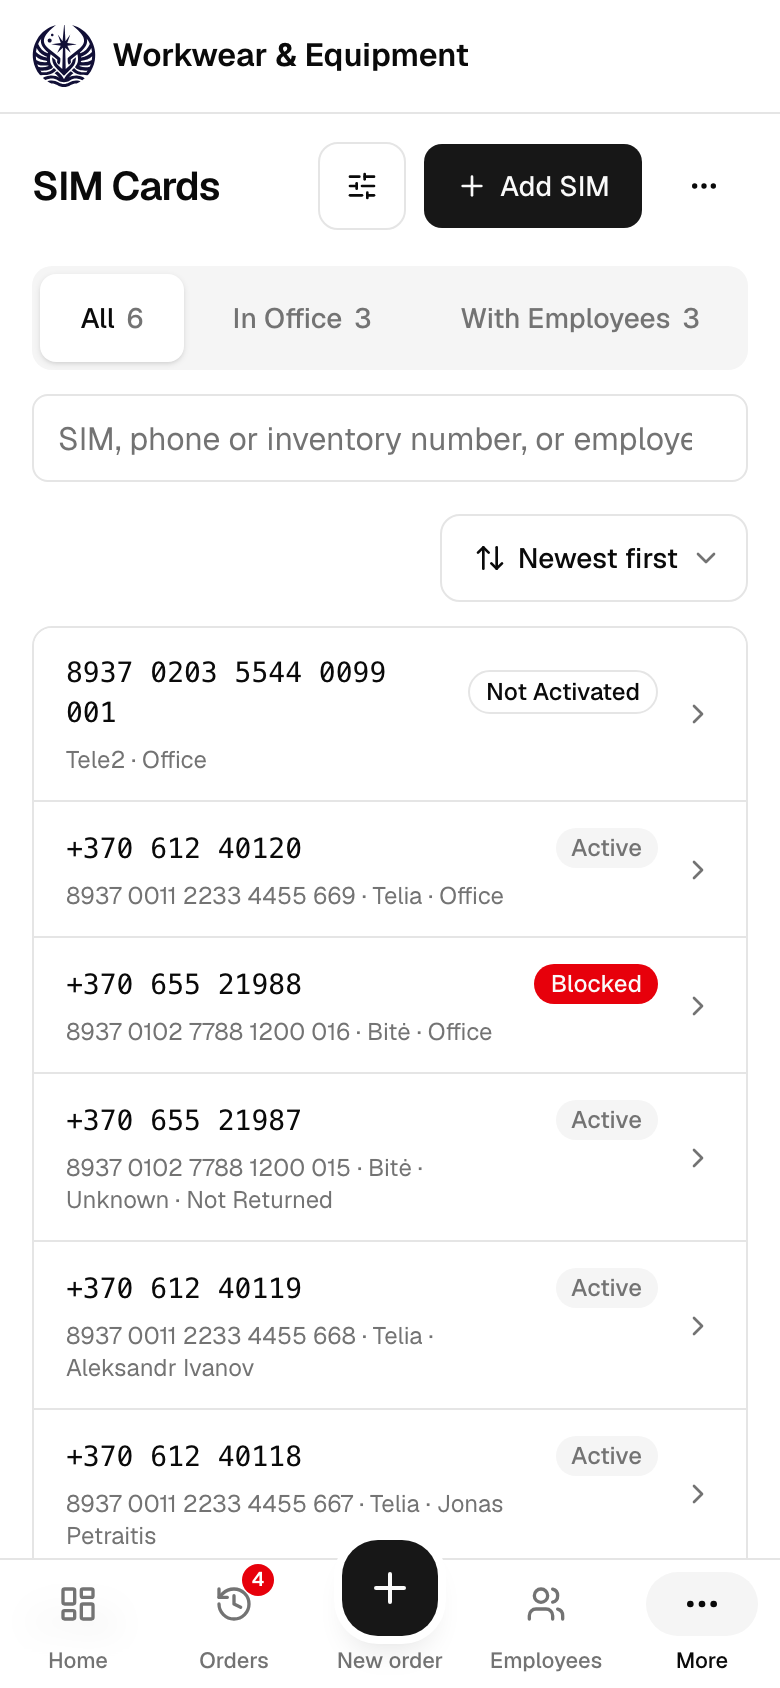 Workwear & Equipment
SIM Cards
Add SIM
All 6
In Office 3
With Employees 3
SIM, phone or inventory number, or employe
Newest first
8937 0203 5544 0099
001
Not Activated
Tele2 · Office
+370 612 40120
Active
8937 0011 2233 4455 669 · Telia · Office
+370 655 21988
Blocked
8937 0102 7788 1200 016 · Bitė · Office
+370 655 21987
Active
8937 0102 7788 1200 015 · Bitė ·
Unknown · Not Returned
+370 612 40119
Active
8937 0011 2233 4455 668 · Telia ·
Aleksandr Ivanov
+370 612 40118
Active
8937 0011 2233 4455 667 · Telia · Jonas
Petraitis
4
Home
Orders
New order
Employees
More